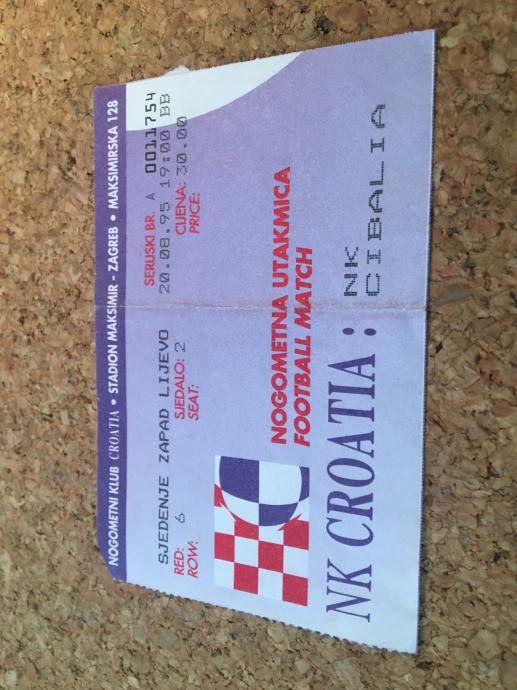 NOGOMETNI KLUB CROATIA • STADION MAKSIMIR - ZAGREB • MAKSIMIRSKA 128
SERIJSKI BR. A 0011754
SJEDENJE ZAPAD LIJEVO 20.08.95 19:00 BB
RED: 6 SJEDALO: 2 CIJENA: 30.00
ROW: SEAT: PRICE:
NOGOMETNA UTAKMICA
FOOTBALL MATCH
NK CROATIA : NK
CIBALIA